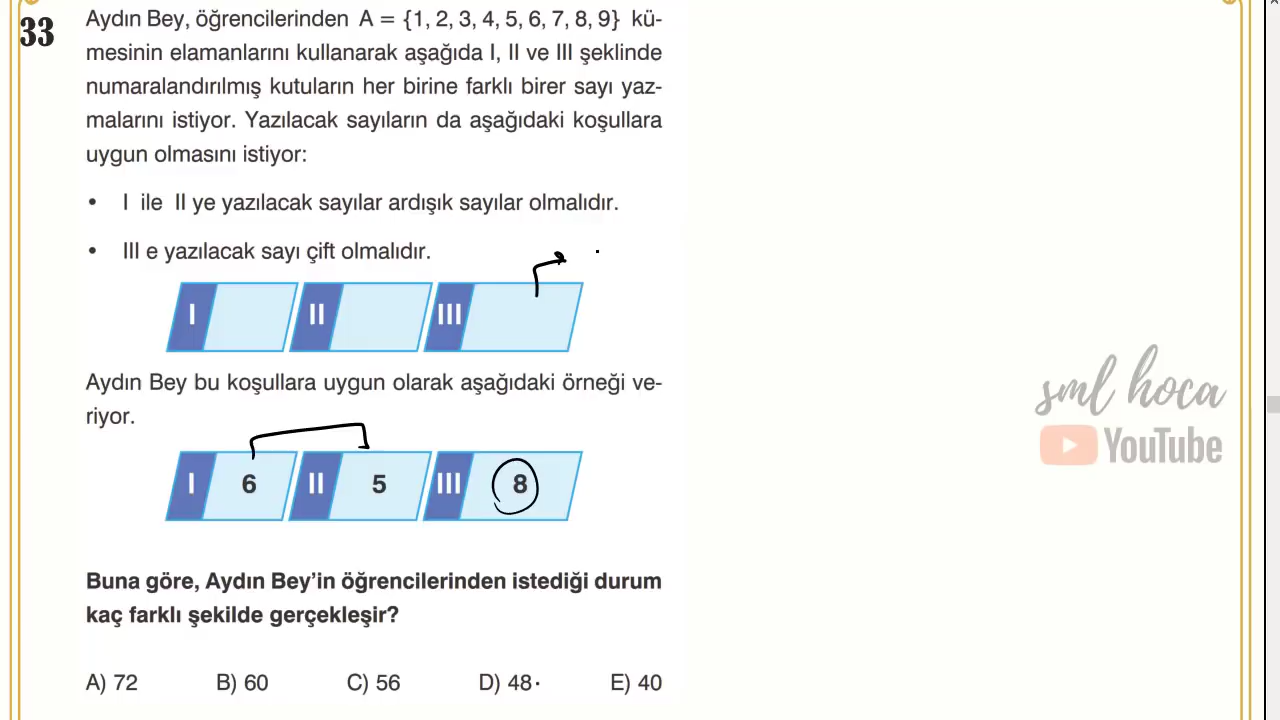 33
Aydın Bey, öğrencilerinden A = {1, 2, 3, 4, 5, 6, 7, 8, 9} kü-
mesinin elamanlarını kullanarak aşağıda I, II ve III şeklinde
numaralandırılmış kutuların her birine farklı birer sayı yaz-
malarını istiyor. Yazılacak sayıların da aşağıdaki koşullara
uygun olmasını istiyor:
• I ile II ye yazılacak sayılar ardışık sayılar olmalıdır.
• III e yazılacak sayı çift olmalıdır.
I II III
Aydın Bey bu koşullara uygun olarak aşağıdaki örneği ve-
riyor.
I 6 II 5 III 8
Buna göre, Aydın Bey'in öğrencilerinden istediği durum
kaç farklı şekilde gerçekleşir?
A) 72 B) 60 C) 56 D) 48 E) 40
sml hoca
YouTube